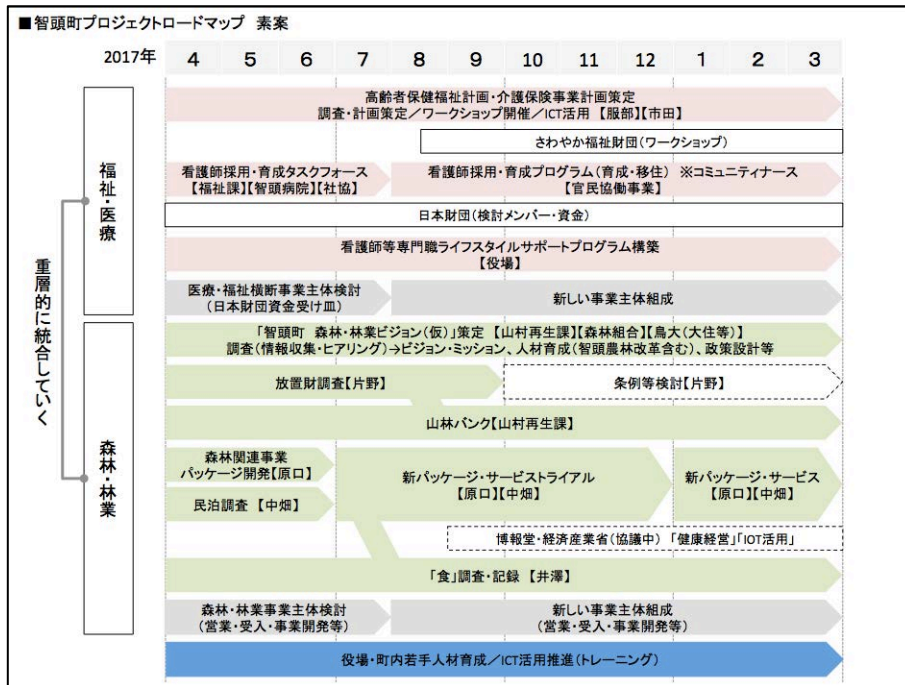 ■智頭町プロジェクトロードマップ 素案
2017年 4 5 6 7 8 9 10 11 12 1 2 3
重層的に統合していく
福祉・医療
高齢者保健福祉計画・介護保険事業計画策定
調査・計画策定／ワークショップ開催／ICT活用 【服部】【市田】
さわやか福祉財団(ワークショップ)
看護師採用・育成タスクフォース
【福祉課】【智頭病院】【社協】
看護師採用・育成プログラム(育成・移住) ※コミュニティナース
【官民協働事業】
日本財団(検討メンバー・資金)
看護師等専門職ライフスタイルサポートプログラム構築
【役場】
医療・福祉横断事業主体検討
(日本財団資金受け皿)
新しい事業主体組成
森林・林業
「智頭町 森林・林業ビジョン(仮)」策定 【山村再生課】【森林組合】【鳥大(大住等)】
調査(情報収集・ヒアリング)→ビジョン・ミッション、人材育成(智頭農林改革含む)、政策設計等
放置財調査【片野】
条例等検討【片野】
山林バンク【山村再生課】
森林関連事業
パッケージ開発【原口】
民泊調査 【中畑】
新パッケージ・サービストライアル
【原口】【中畑】
新パッケージ・サービス
【原口】【中畑】
博報堂・経済産業省(協議中) 「健康経営」「IOT活用」
「食」調査・記録 【井澤】
森林・林業事業主体検討
(営業・受入・事業開発等)
新しい事業主体組成
(営業・受入・事業開発等)
役場・町内若手人材育成／ICT活用推進(トレーニング)